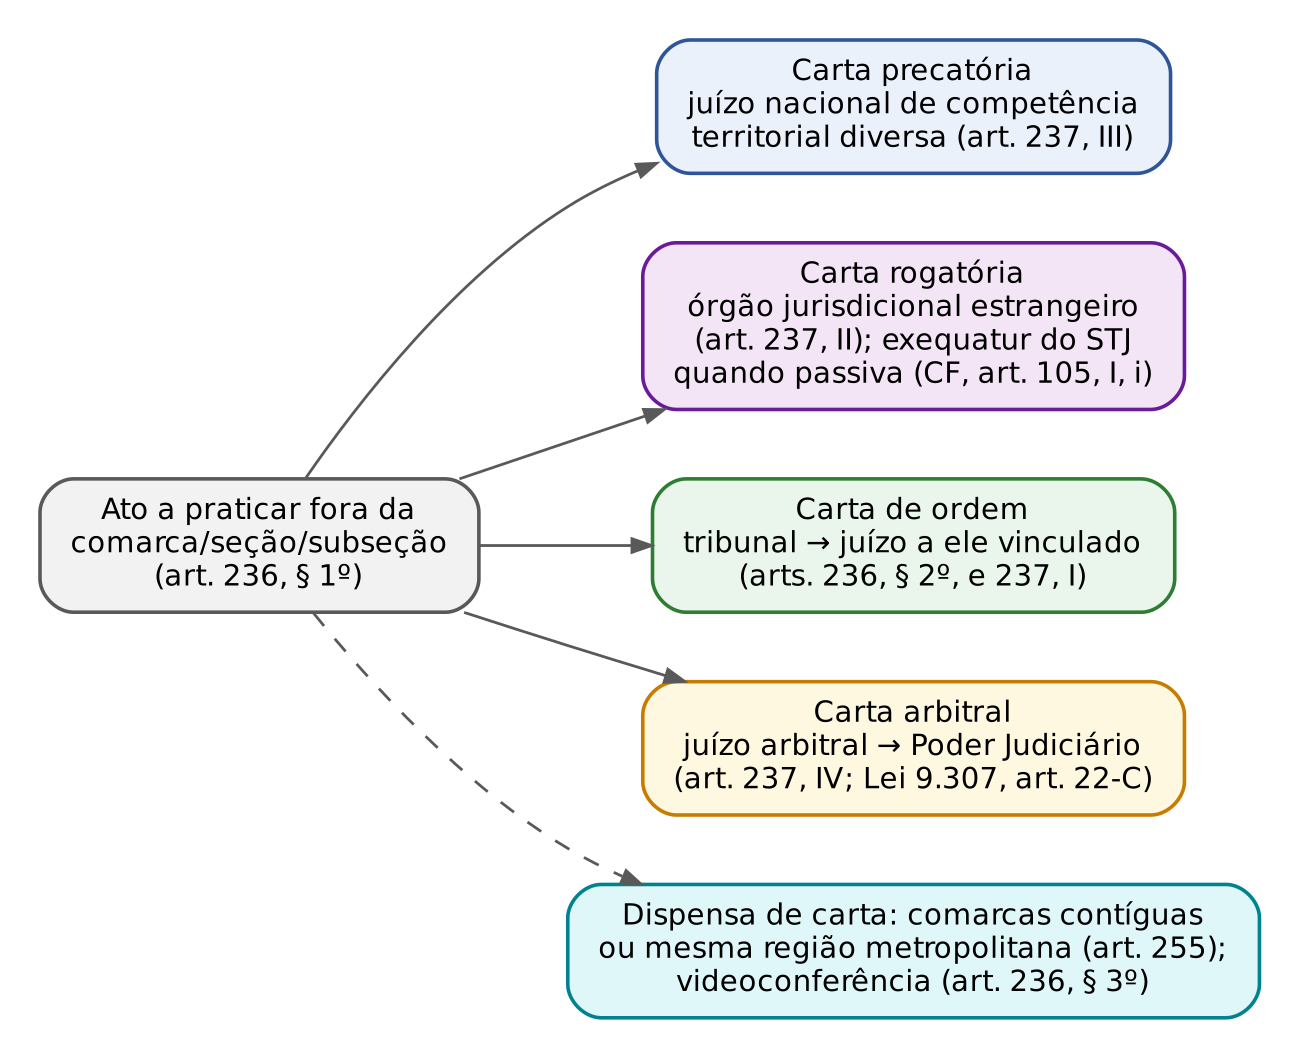 Carta precatória
juízo nacional de competência
territorial diversa (art. 237, III)
Carta rogatória
órgão jurisdicional estrangeiro
(art. 237, II); exequatur do STJ
quando passiva (CF, art. 105, I, i)
Ato a praticar fora da
comarca/seção/subseção
(art. 236, § 1º)
Carta de ordem
tribunal → juízo a ele vinculado
(arts. 236, § 2º, e 237, I)
Carta arbitral
juízo arbitral → Poder Judiciário
(art. 237, IV; Lei 9.307, art. 22-C)
Dispensa de carta: comarcas contíguas
ou mesma região metropolitana (art. 255);
videoconferência (art. 236, § 3º)